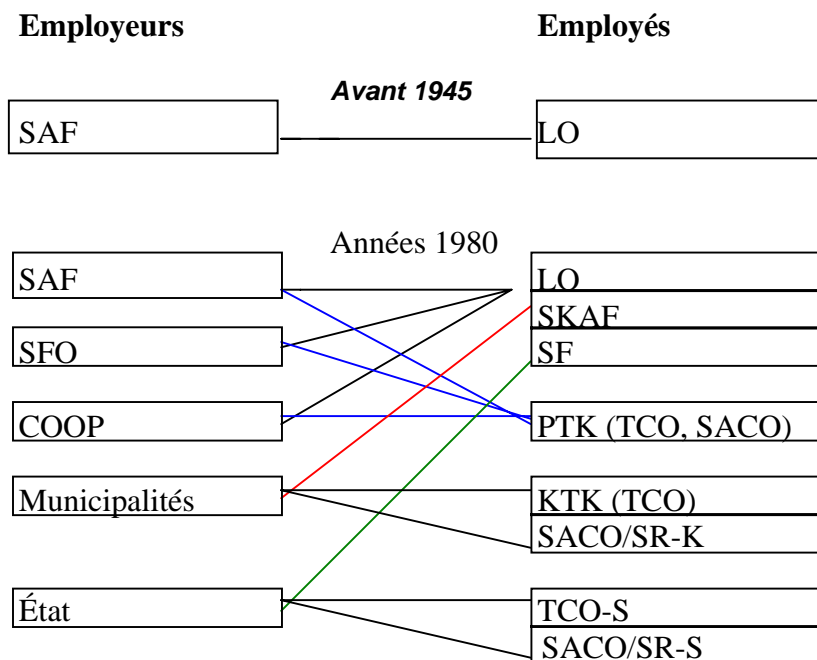 Employeurs Employés
Avant 1945
SAF LO
Années 1980
SAF LO
SKAF
SFO SF
COOP PTK (TCO, SACO)
Municipalités KTK (TCO)
SACO/SR-K
État TCO-S
SACO/SR-S